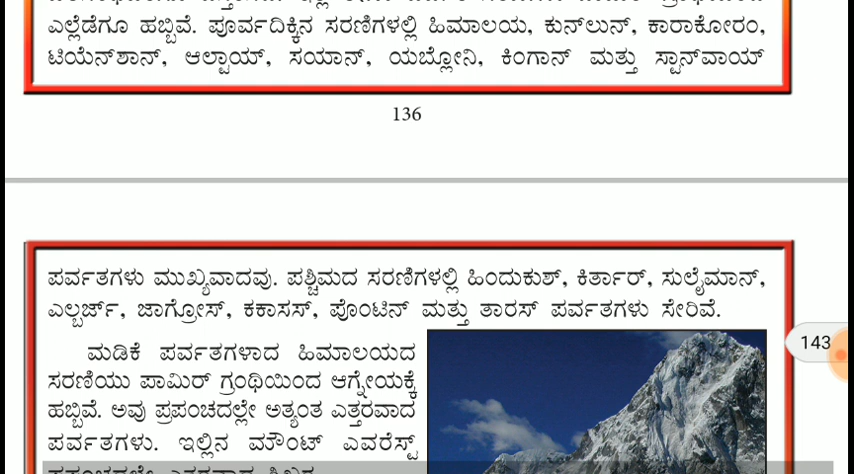 ಎಲ್ಲೆಡೆಗೂ ಹಬ್ಬಿವೆ. ಪೂರ್ವದಿಕ್ಕಿನ ಸರಣಿಗಳಲ್ಲಿ ಹಿಮಾಲಯ, ಕುನ್‌ಲುನ್, ಕಾರಾಕೋರಂ,
ಟಿಯೆನ್‌ಶಾನ್, ಆಲ್ಟಾಯ್, ಸಯಾನ್, ಯಬ್ಲೋನಿ, ಕಿಂಗಾನ್ ಮತ್ತು ಸ್ಟಾನ್‌ವಾಯ್
136
ಪರ್ವತಗಳು ಮುಖ್ಯವಾದವು. ಪಶ್ಚಿಮದ ಸರಣಿಗಳಲ್ಲಿ ಹಿಂದುಕುಶ್, ಕಿರ್ತಾರ್, ಸುಲೈಮಾನ್,
ಎಲ್ಬರ್ಜ್, ಜಾಗ್ರೋಸ್, ಕಕಾಸಸ್, ಪೊಂಟಿನ್ ಮತ್ತು ತಾರಸ್ ಪರ್ವತಗಳು ಸೇರಿವೆ.
143
ಮಡಿಕೆ ಪರ್ವತಗಳಾದ ಹಿಮಾಲಯದ
ಸರಣಿಯು ಪಾಮಿರ್ ಗ್ರಂಥಿಯಿಂದ ಆಗ್ನೇಯಕ್ಕೆ
ಹಬ್ಬಿವೆ. ಅವು ಪ್ರಪಂಚದಲ್ಲೇ ಅತ್ಯಂತ ಎತ್ತರವಾದ
ಪರ್ವತಗಳು. ಇಲ್ಲಿನ ಮೌಂಟ್ ಎವರೆಸ್ಟ್